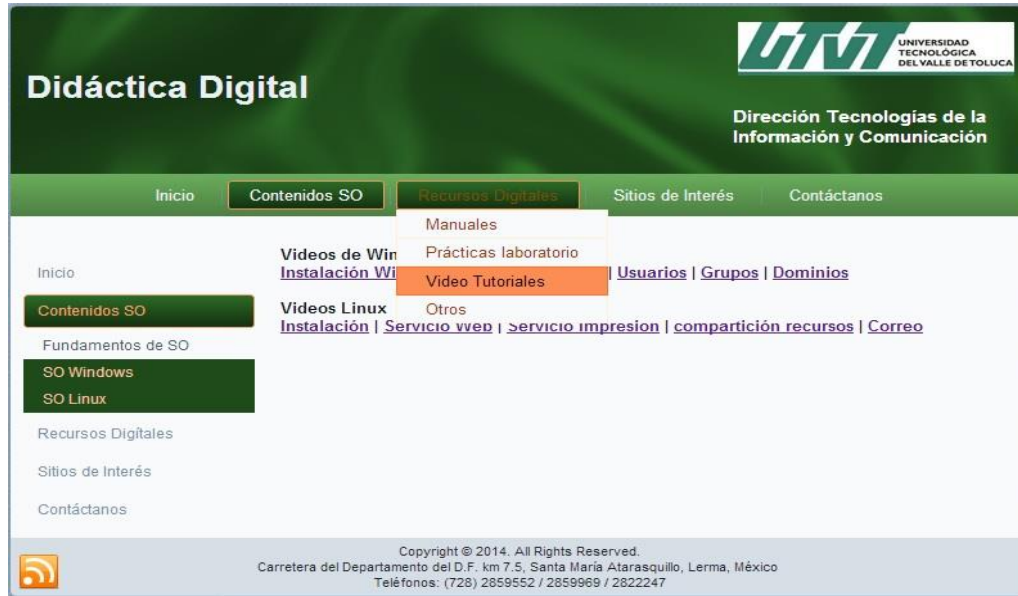 Didáctica Digital
UTVT
UNIVERSIDAD
TECNOLÓGICA
DEL VALLE DE TOLUCA
Dirección Tecnologías de la
Información y Comunicación
Inicio Contenidos SO Recursos Digitales Sitios de Interés Contáctanos
Manuales
Prácticas laboratorio
Video Tutoriales
Otros
Inicio
Contenidos SO
Fundamentos de SO
SO Windows
SO Linux
Recursos Digítales
Sitios de Interés
Contáctanos
Videos de
Instalación | Usuarios | Grupos | Dominios
Videos Linux
Instalación | Servicio Web | Servicio impresion | compartición recursos | Correo
Copyright © 2014. All Rights Reserved.
Carretera del Departamento del D.F. km 7.5, Santa María Atarasquillo, Lerma, México
Teléfonos: (728) 2859552 / 2859969 / 2822247